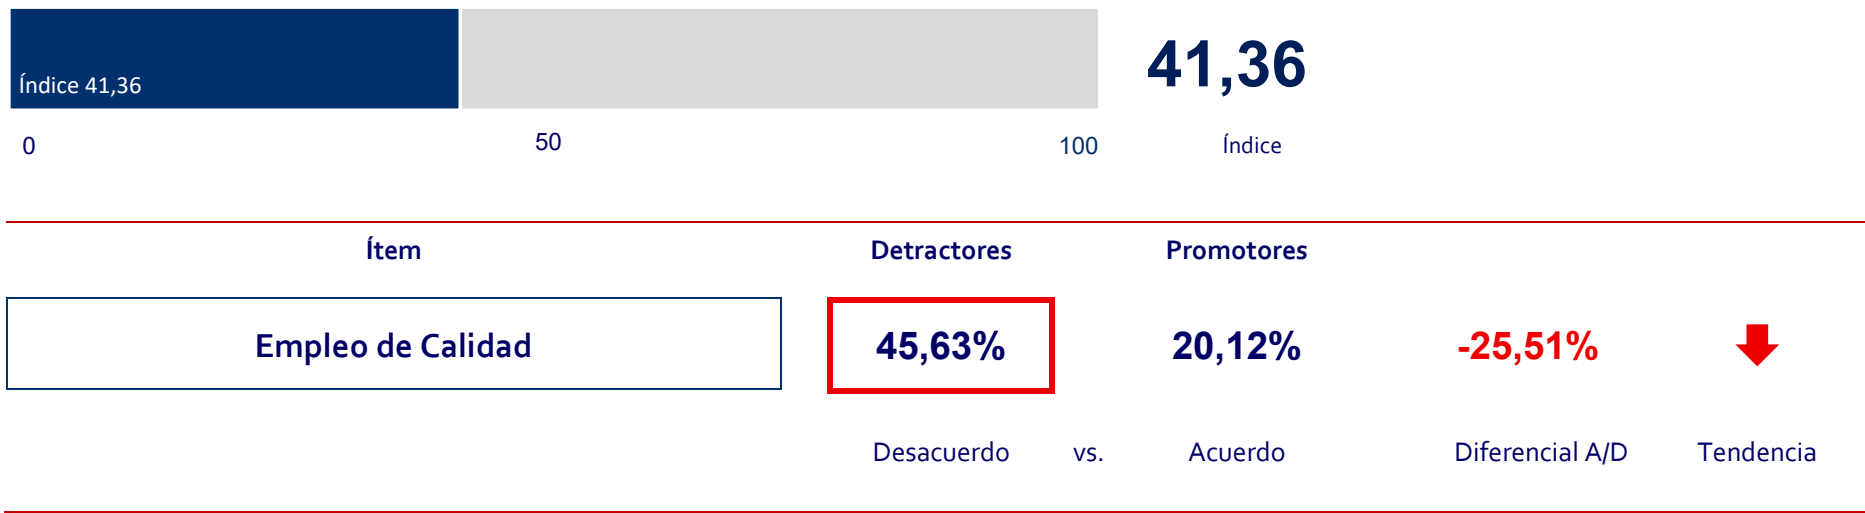 Índice 41,36
41,36
0
50
100
Índice
Ítem
Detractores
Promotores
Empleo de Calidad
45,63%
20,12%
-25,51%
Desacuerdo
vs.
Acuerdo
Diferencial A/D
Tendencia